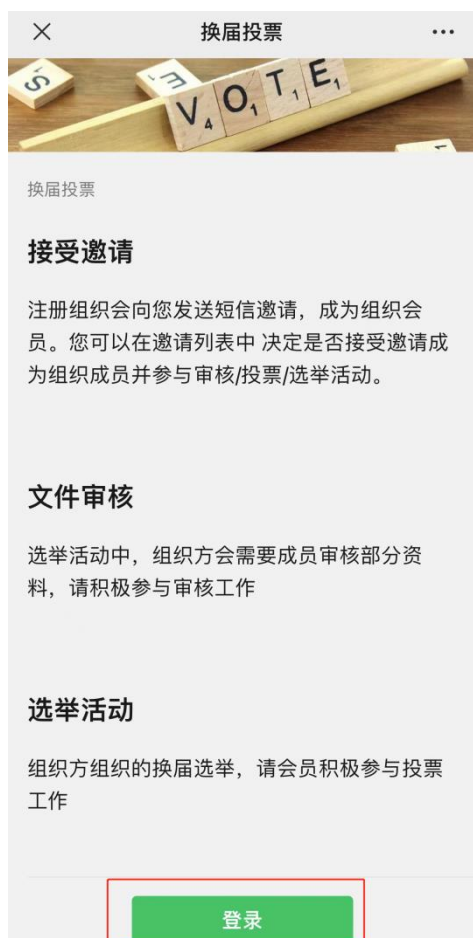 换届投票
S E
V4 O1 T1 E1
换届投票
接受邀请
注册组织会向您发送短信邀请，成为组织会
员。您可以在邀请列表中 决定是否接受邀请成
为组织成员并参与审核/投票/选举活动。
文件审核
选举活动中，组织方会需要成员审核部分资
料，请积极参与审核工作
选举活动
组织方组织的换届选举，请会员积极参与投票
工作
登录